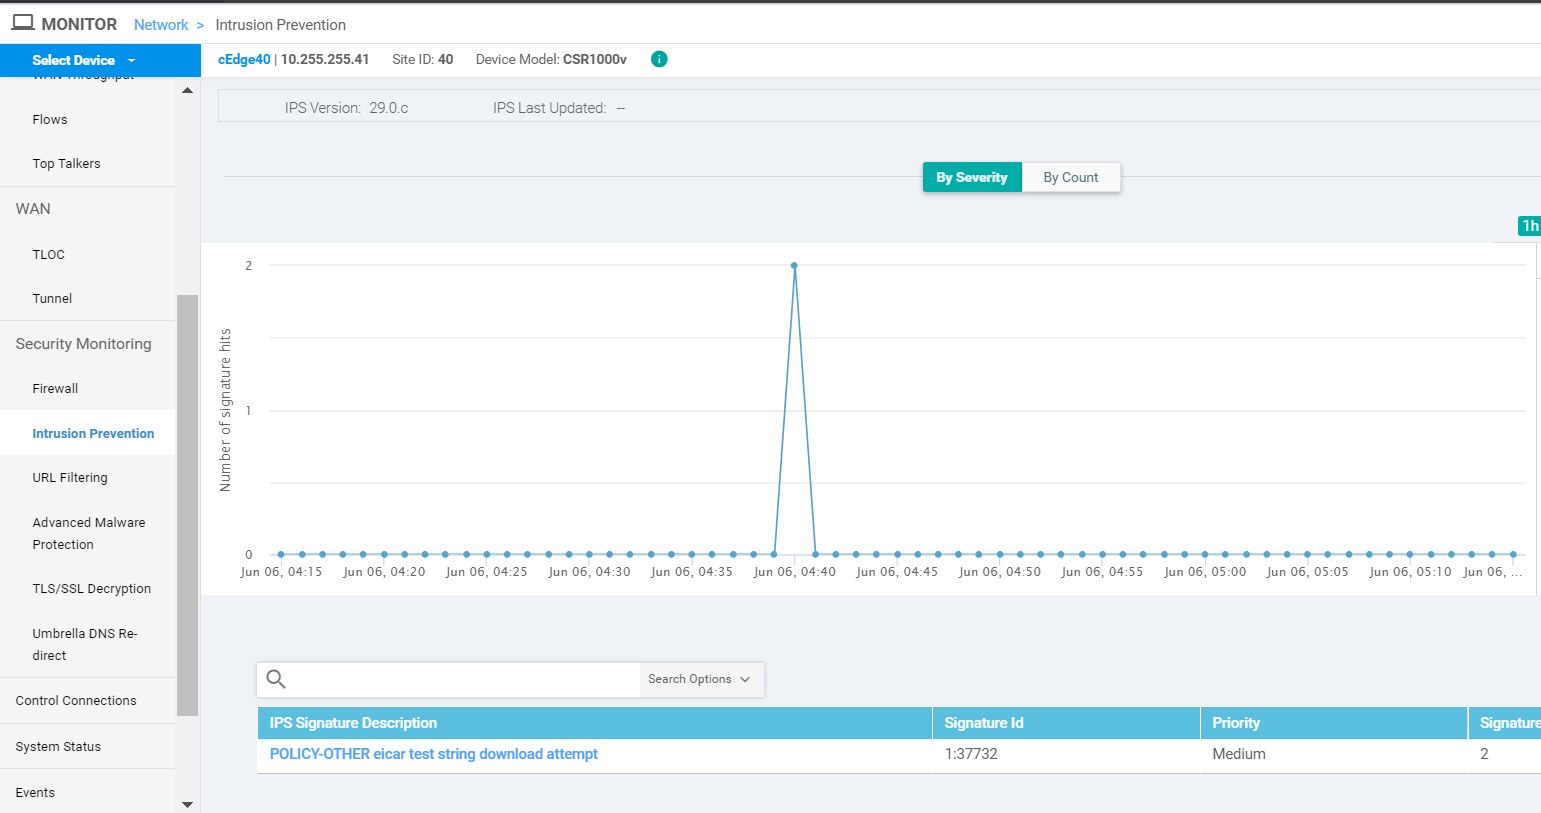 MONITOR Network > Intrusion Prevention
Select Device
cEdge40 | 10.255.255.41 Site ID: 40 Device Model: CSR1000v i
WAN Throughput
Flows
Top Talkers
WAN
TLOC
Tunnel
Security Monitoring
Firewall
Intrusion Prevention
URL Filtering
Advanced Malware
Protection
TLS/SSL Decryption
Umbrella DNS Re-
direct
Control Connections
System Status
Events
IPS Version: 29.0.c IPS Last Updated: --
By Severity By Count
1h
Number of signature hits
2
1
0
Jun 06, 04:15 Jun 06, 04:20 Jun 06, 04:25 Jun 06, 04:30 Jun 06, 04:35 Jun 06, 04:40 Jun 06, 04:45 Jun 06, 04:50 Jun 06, 04:55 Jun 06, 05:00 Jun 06, 05:05 Jun 06, 05:10 Jun 06, ...
Search Options
IPS Signature Description Signature Id Priority Signature
POLICY-OTHER eicar test string download attempt 1:37732 Medium 2